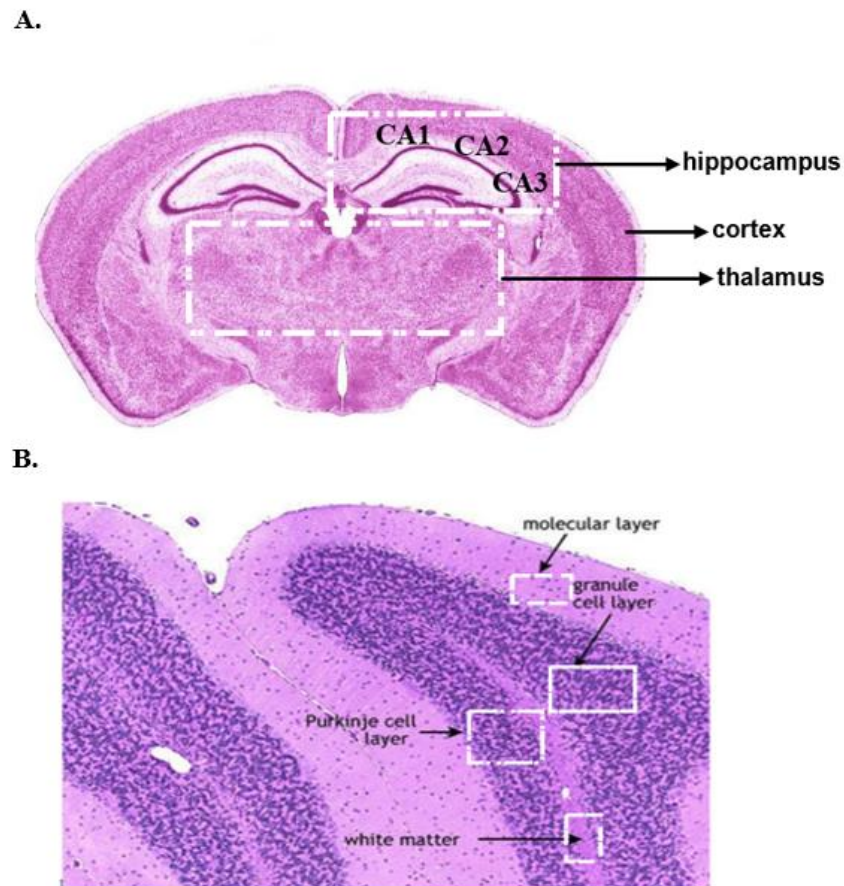 A.
CA1
CA2
CA3
hippocampus
cortex
thalamus
B.
molecular layer
granule
cell layer
Purkinje cell
layer
white matter